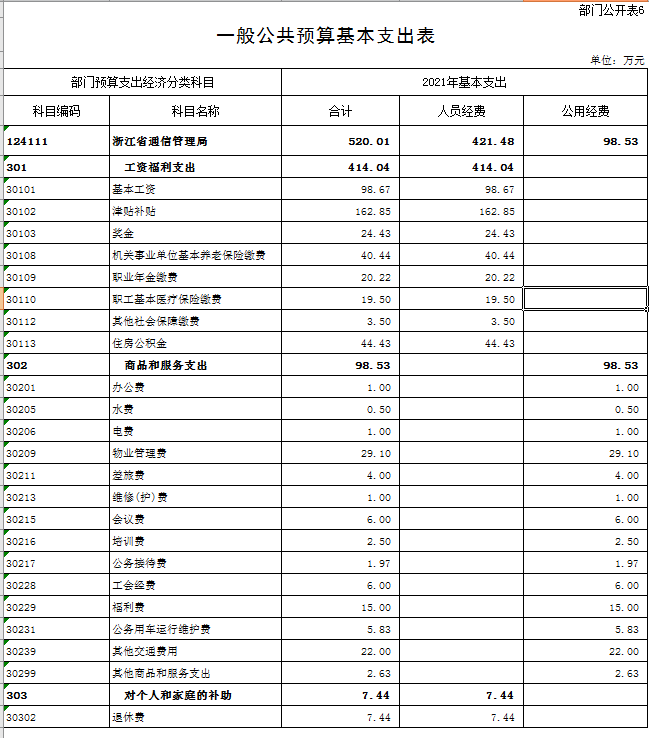 部门公开表6
一般公共预算基本支出表
单位：万元
部门预算支出经济分类科目 2021年基本支出
科目编码 科目名称 合计 人员经费 公用经费
124111 浙江省通信管理局 520.01 421.48 98.53
301 工资福利支出 414.04 414.04
30101 基本工资 98.67 98.67
30102 津贴补贴 162.85 162.85
30103 奖金 24.43 24.43
30108 机关事业单位基本养老保险缴费 40.44 40.44
30109 职业年金缴费 20.22 20.22
30110 职工基本医疗保险缴费 19.50 19.50
30112 其他社会保障缴费 3.50 3.50
30113 住房公积金 44.43 44.43
302 商品和服务支出 98.53 98.53
30201 办公费 1.00 1.00
30205 水费 0.50 0.50
30206 电费 1.00 1.00
30209 物业管理费 29.10 29.10
30211 差旅费 4.00 4.00
30213 维修(护)费 1.00 1.00
30215 会议费 6.00 6.00
30216 培训费 2.50 2.50
30217 公务接待费 1.97 1.97
30228 工会经费 6.00 6.00
30229 福利费 15.00 15.00
30231 公务用车运行维护费 5.83 5.83
30239 其他交通费用 22.00 22.00
30299 其他商品和服务支出 2.63 2.63
303 对个人和家庭的补助 7.44 7.44
30302 退休费 7.44 7.44